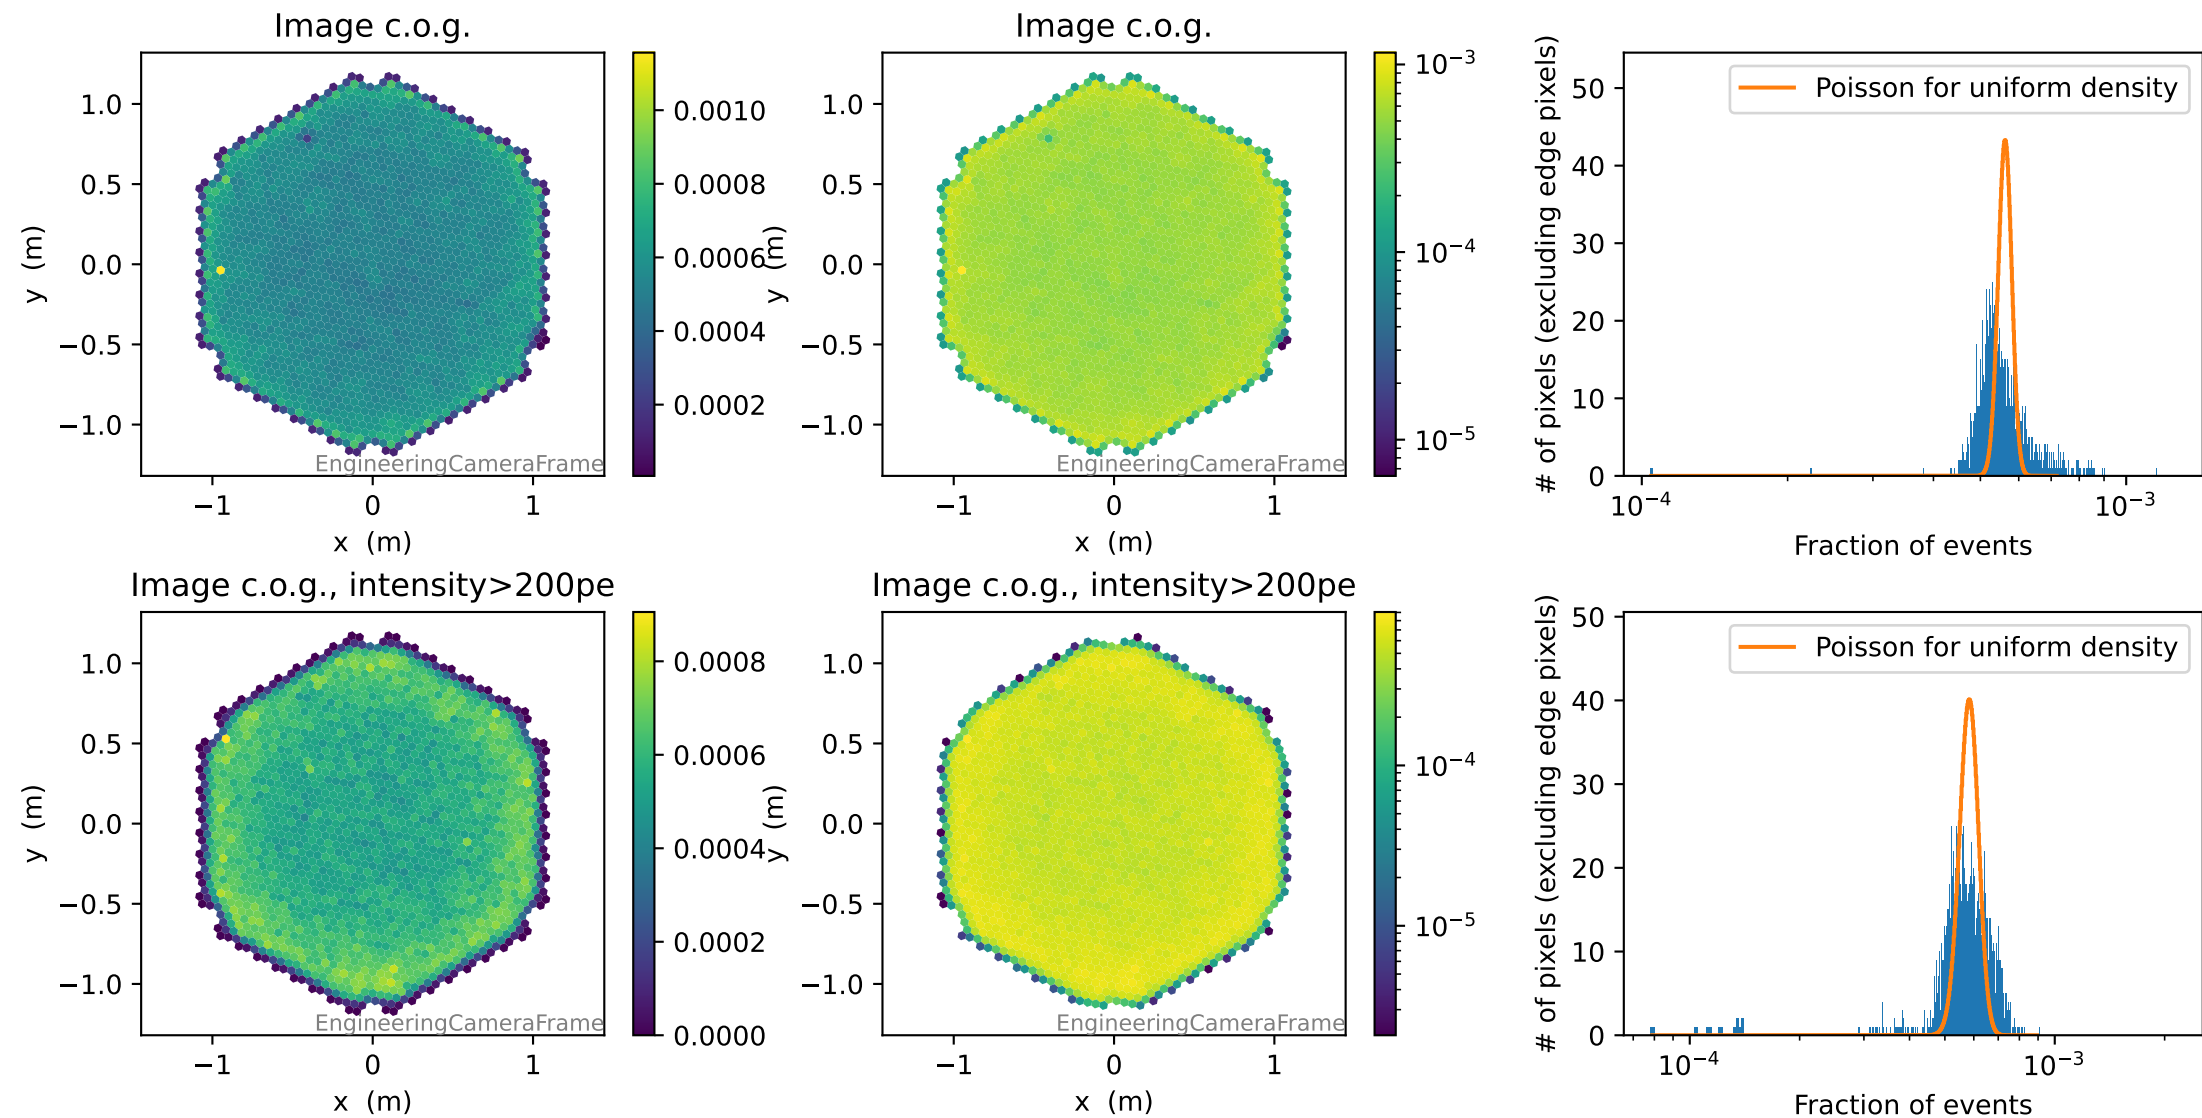 Image c.o.g.
1.0
0.5
0.0
−0.5
−1.0
y (m)
−1
0
1
x (m)
EngineeringCameraFrame
0.0010
0.0008
0.0006
0.0004
0.0002
Image c.o.g.
1.0
0.5
0.0
−0.5
−1.0
y (m)
−1
0
1
x (m)
EngineeringCameraFrame
10−3
10−4
10−5
# of pixels (excluding edge pixels)
50
40
30
20
10
0
Poisson for uniform density
10−4
10−3
Fraction of events
Image c.o.g., intensity>200pe
1.0
0.5
0.0
−0.5
−1.0
y (m)
−1
0
1
x (m)
EngineeringCameraFrame
0.0008
0.0006
0.0004
0.0002
0.0000
Image c.o.g., intensity>200pe
1.0
0.5
0.0
−0.5
−1.0
y (m)
−1
0
1
x (m)
EngineeringCameraFrame
10−4
10−5
# of pixels (excluding edge pixels)
50
40
30
20
10
0
Poisson for uniform density
10−4
10−3
Fraction of events